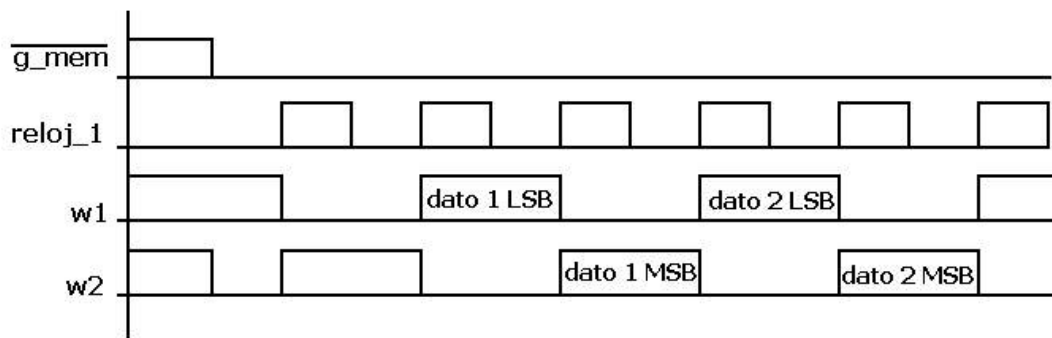 g_mem
reloj_1
w1
dato 1 LSB
dato 2 LSB
w2
dato 1 MSB
dato 2 MSB